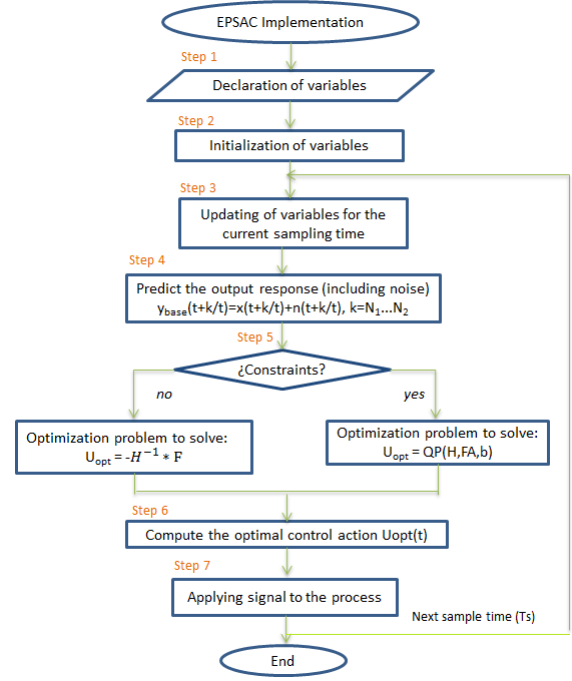 EPSAC Implementation
Step 1
Declaration of variables
Step 2
Initialization of variables
Step 3
Updating of variables for the
current sampling time
Step 4
Predict the output response (including noise)
y_base(t+k/t)=x(t+k/t)+n(t+k/t), k=N₁...N₂
Step 5
¿Constraints?
no
yes
Optimization problem to solve:
U_opt = -H⁻¹ * F
Optimization problem to solve:
U_opt = QP(H,FA,b)
Step 6
Compute the optimal control action Uopt(t)
Step 7
Applying signal to the process
Next sample time (Ts)
End